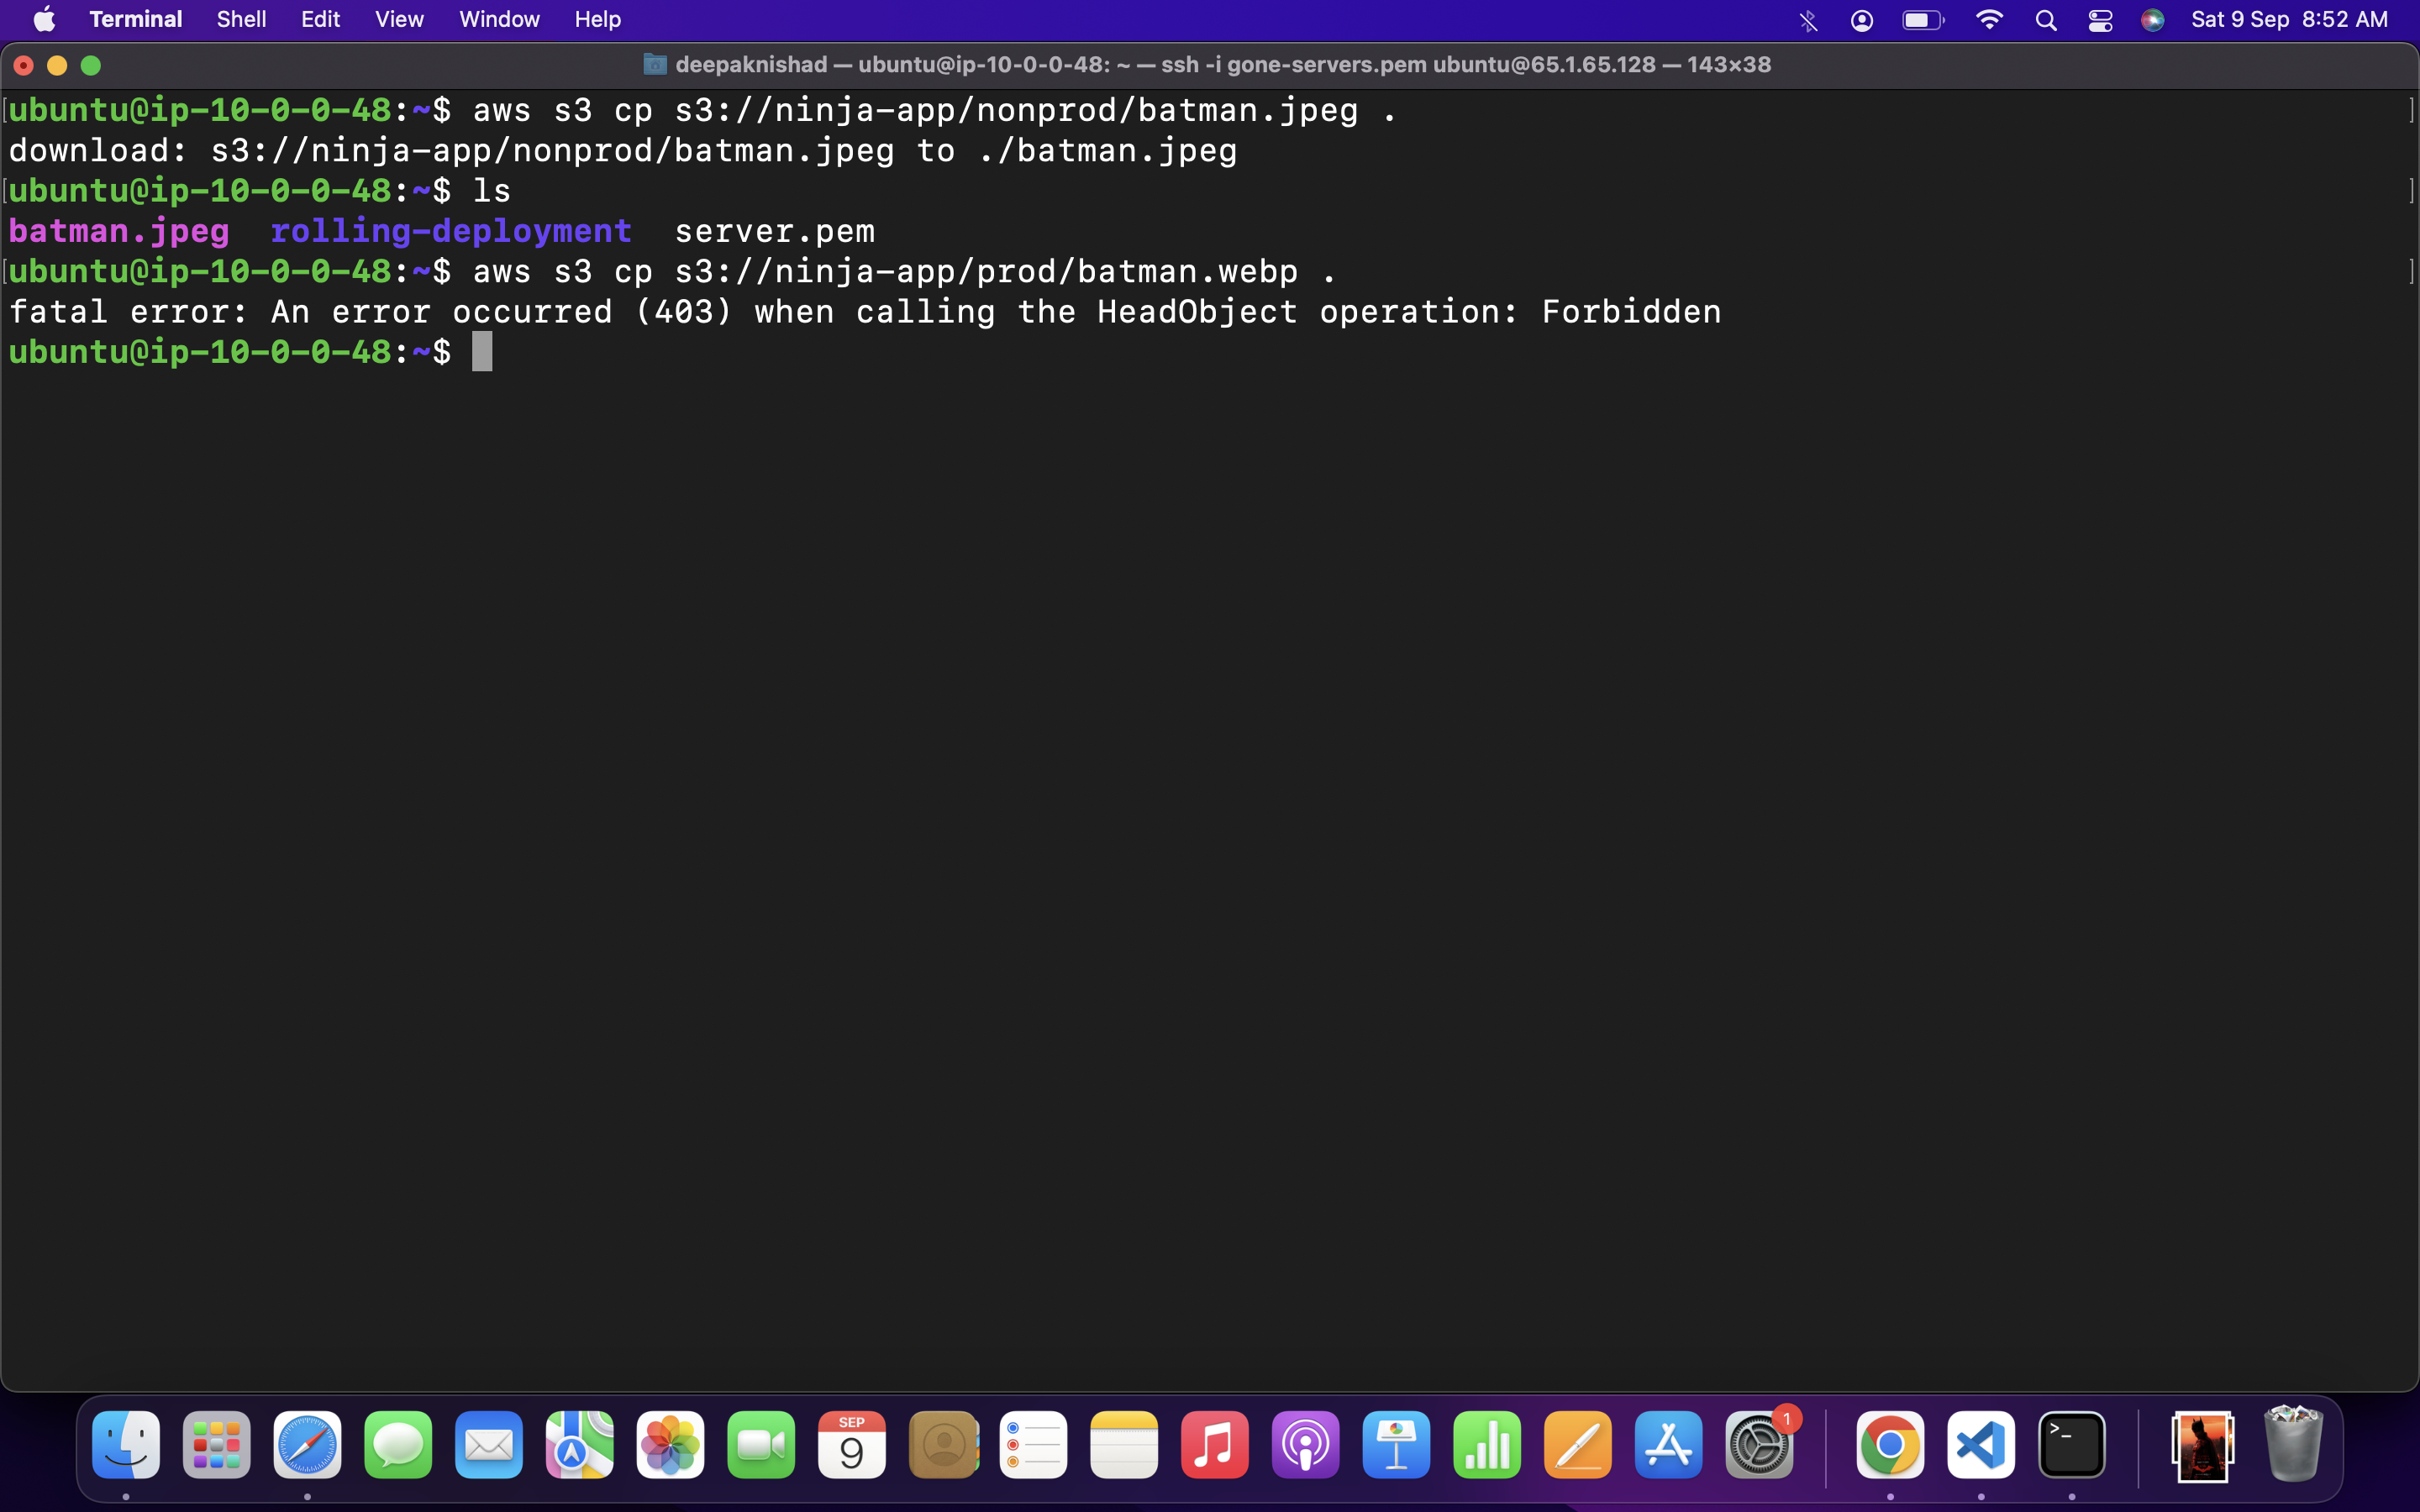 Terminal Shell Edit View Window Help Sat 9 Sep 8:52 AM
deepaknishad — ubuntu@ip-10-0-0-48: ~ — ssh -i gone-servers.pem ubuntu@65.1.65.128 — 143×38
[ubuntu@ip-10-0-0-48:~$ aws s3 cp s3://ninja-app/nonprod/batman.jpeg . ]
download: s3://ninja-app/nonprod/batman.jpeg to ./batman.jpeg
[ubuntu@ip-10-0-0-48:~$ ls ]
batman.jpeg rolling-deployment server.pem
[ubuntu@ip-10-0-0-48:~$ aws s3 cp s3://ninja-app/prod/batman.webp . ]
fatal error: An error occurred (403) when calling the HeadObject operation: Forbidden
ubuntu@ip-10-0-0-48:~$
SEP
9
1
>_